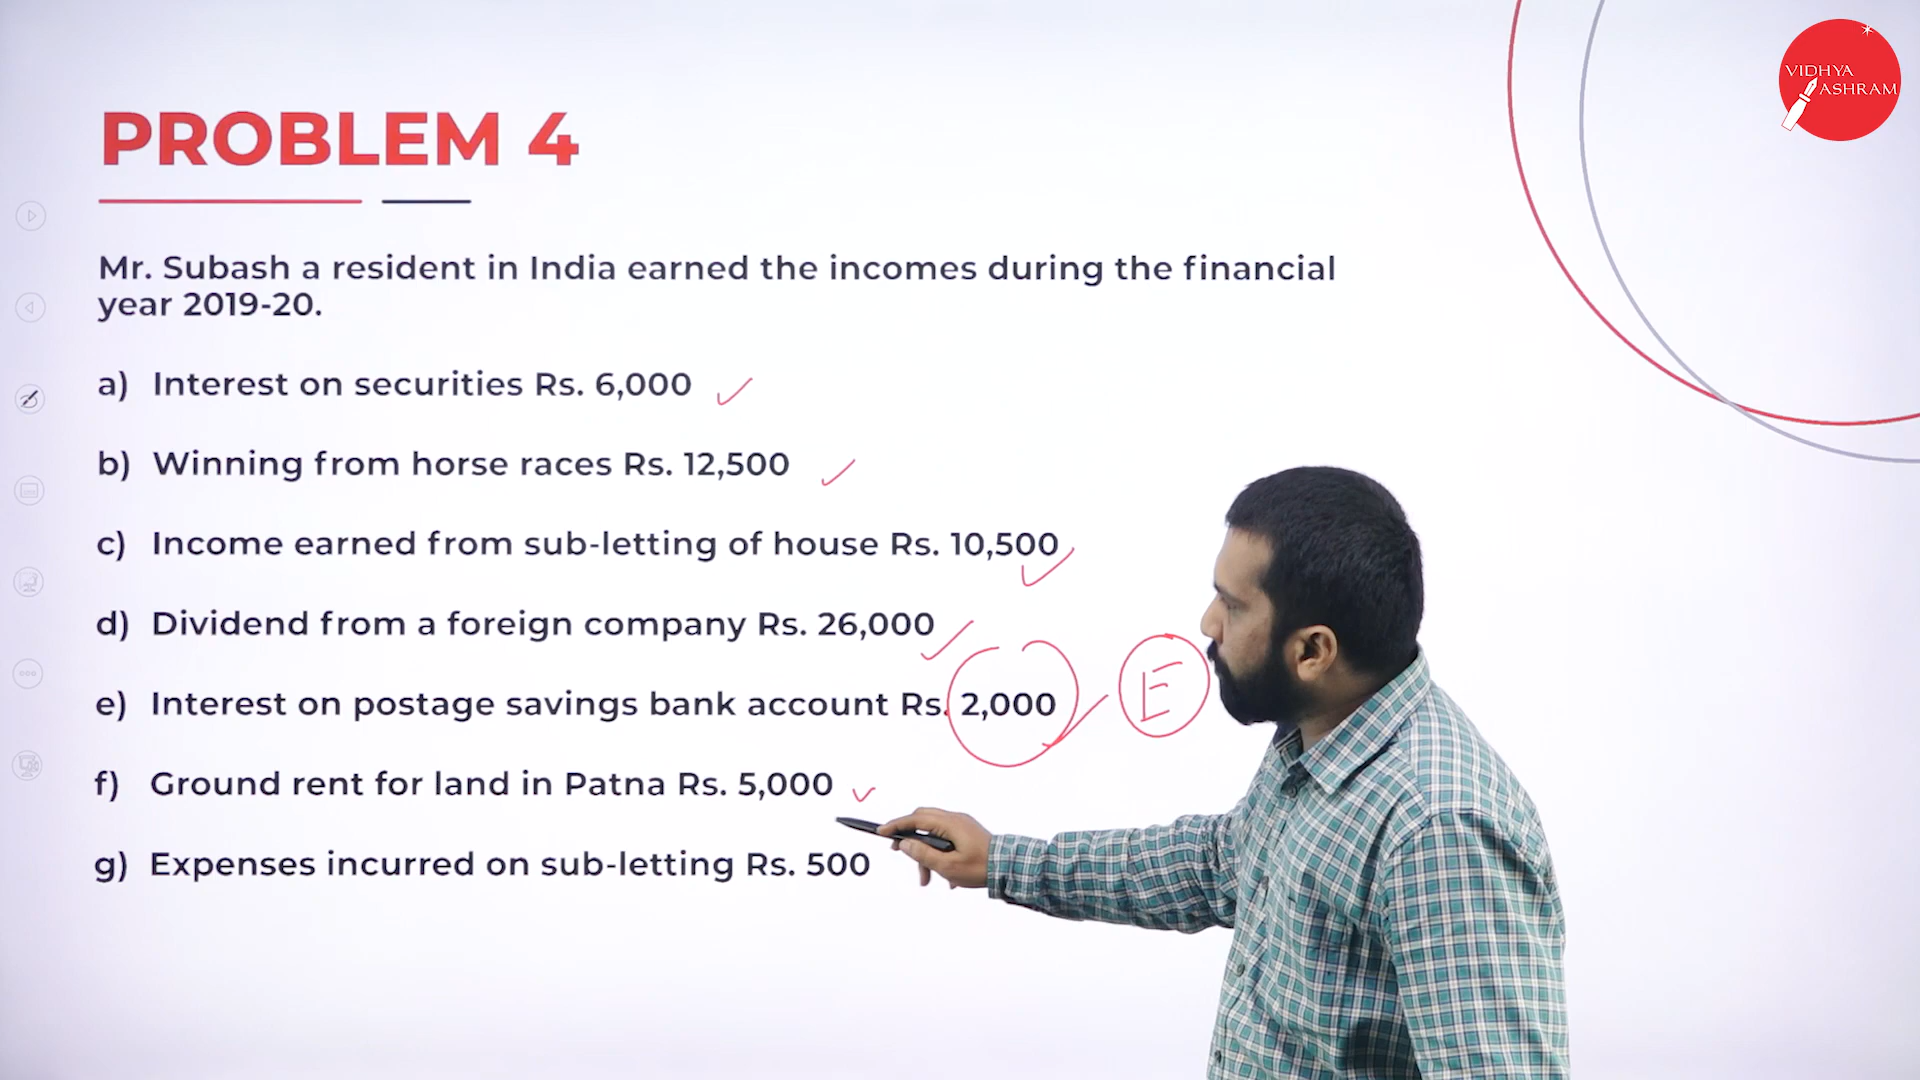 VIDHYA
ASHRAM
PROBLEM 4
Mr. Subash a resident in India earned the incomes during the financial
year 2019-20.
a) Interest on securities Rs. 6,000
b) Winning from horse races Rs. 12,500
c) Income earned from sub-letting of house Rs. 10,500
d) Dividend from a foreign company Rs. 26,000
e) Interest on postage savings bank account Rs. 2,000
E
f) Ground rent for land in Patna Rs. 5,000
g) Expenses incurred on sub-letting Rs. 500